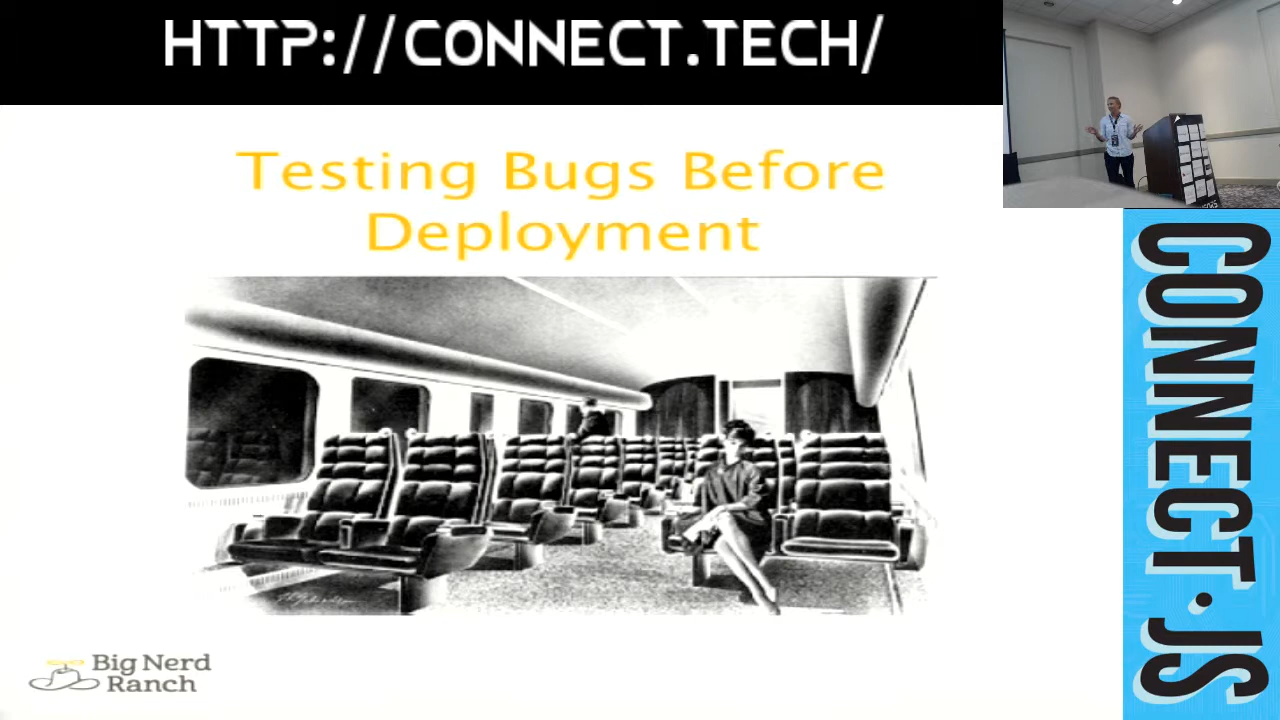 HTTP://CONNECT.TECH/
Testing Bugs Before
Deployment
Big Nerd
Ranch
CONNECT.JS